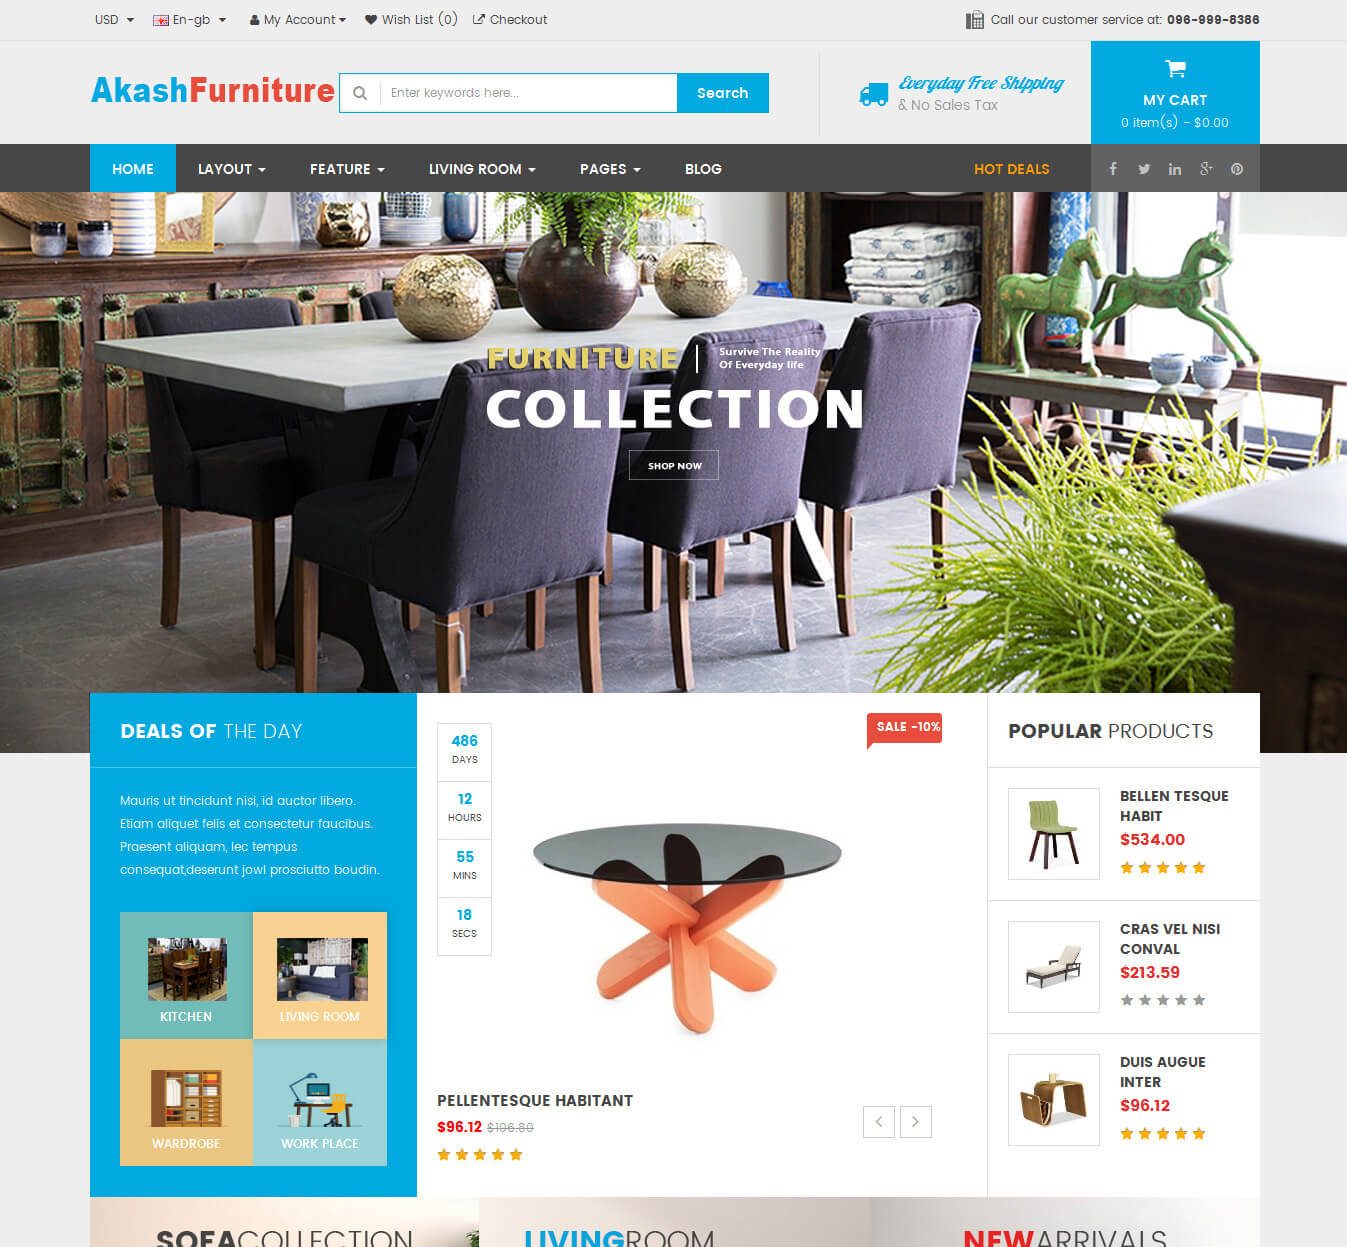 USD En-gb My Account Wish List (0) Checkout Call our customer service at: 096-999-8386
AkashFurniture
Enter keywords here...
Search
Everyday Free Shipping
& No Sales Tax
MY CART
0 item(s) - $0.00
HOME LAYOUT FEATURE LIVING ROOM PAGES BLOG HOT DEALS
FURNITURE
Survive The Reality
Of Everyday life
COLLECTION
SHOP NOW
DEALS OF THE DAY
Mauris ut tincidunt nisi, id auctor libero.
Etiam aliquet felis et consectetur faucibus.
Praesent aliquam, lec tempus
consequat,deserunt jowl prosciutto boudin.
KITCHEN
LIVING ROOM
WARDROBE
WORK PLACE
486
DAYS
12
HOURS
55
MINS
18
SECS
SALE -10%
PELLENTESQUE HABITANT
$96.12 $106.80
POPULAR PRODUCTS
BELLEN TESQUE
HABIT
$534.00
CRAS VEL NISI
CONVAL
$213.59
DUIS AUGUE
INTER
$96.12
SOFACOLLECTION
LIVINGROOM
NEWARRIVALS